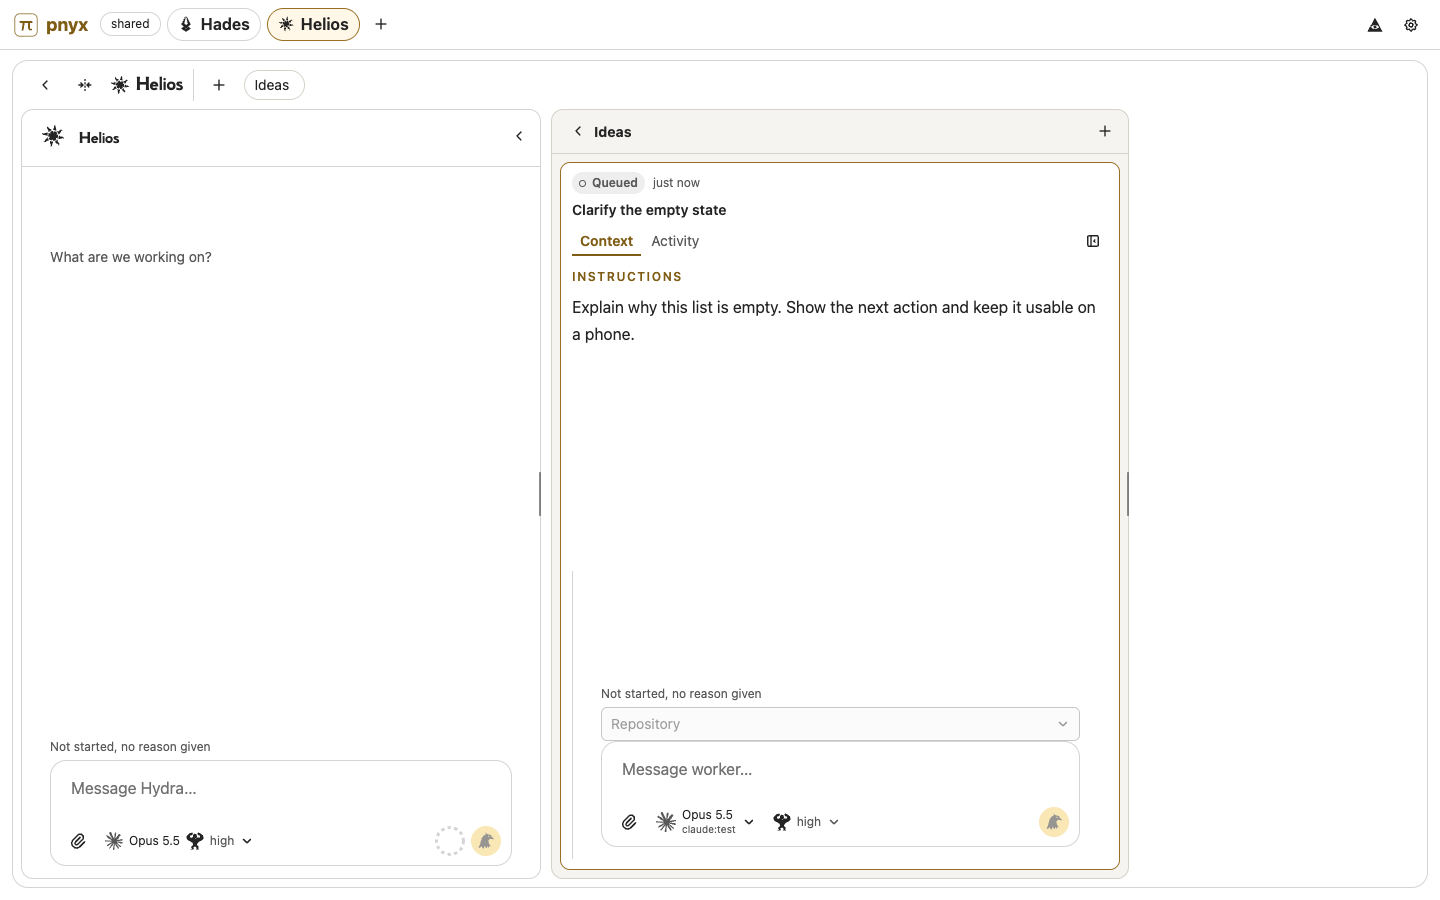 π pnyx shared Hades Helios
Helios Ideas
Helios
What are we working on?
Not started, no reason given
Message Hydra...
Opus 5.5 high
Ideas
Queued just now
Clarify the empty state
Context Activity
INSTRUCTIONS
Explain why this list is empty. Show the next action and keep it usable on
a phone.
Not started, no reason given
Repository
Message worker...
Opus 5.5
claude:test
high